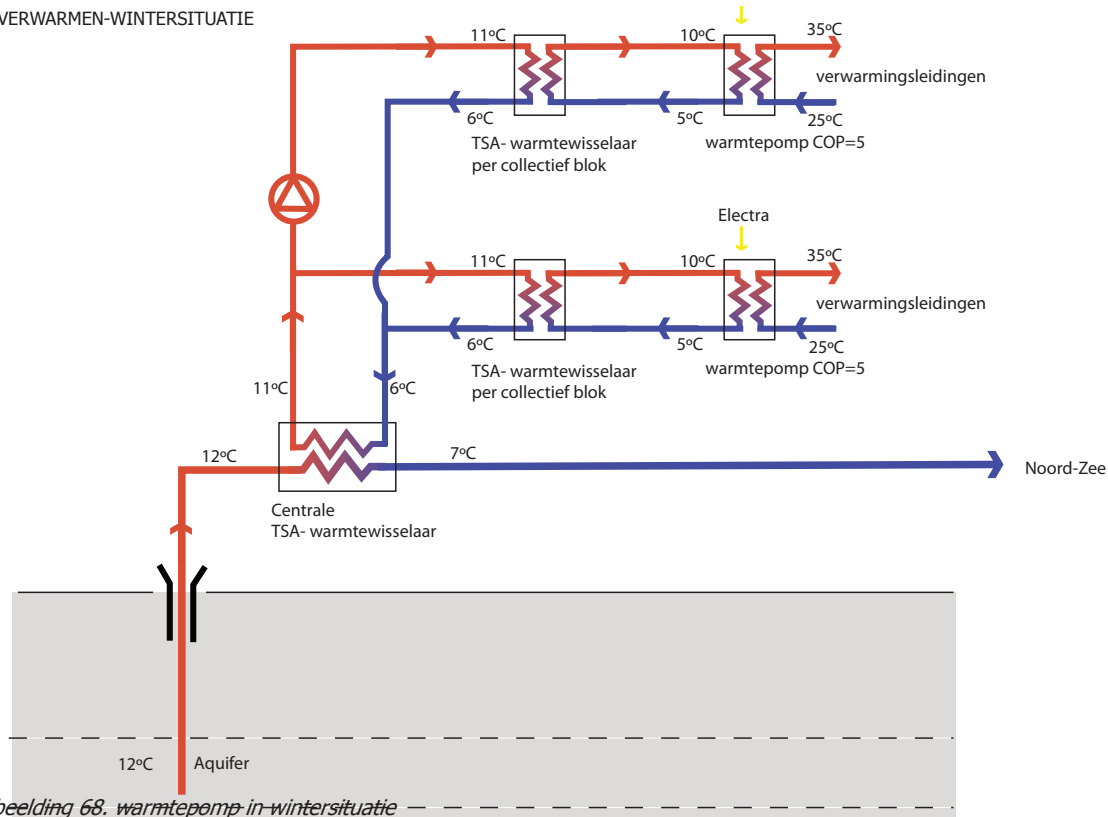 VERWARMEN-WINTERSITUATIE
11ºC
10ºC
35ºC
verwarmingsleidingen
6ºC
5ºC
25ºC
TSA- warmtewisselaar
per collectief blok
warmtepomp COP=5
Electra
11ºC
10ºC
35ºC
verwarmingsleidingen
6ºC
5ºC
25ºC
TSA- warmtewisselaar
per collectief blok
warmtepomp COP=5
11ºC
6ºC
12ºC
7ºC
Noord-Zee
Centrale
TSA- warmtewisselaar
12ºC
Aquifer
beelding 68. warmtepomp in wintersituatie